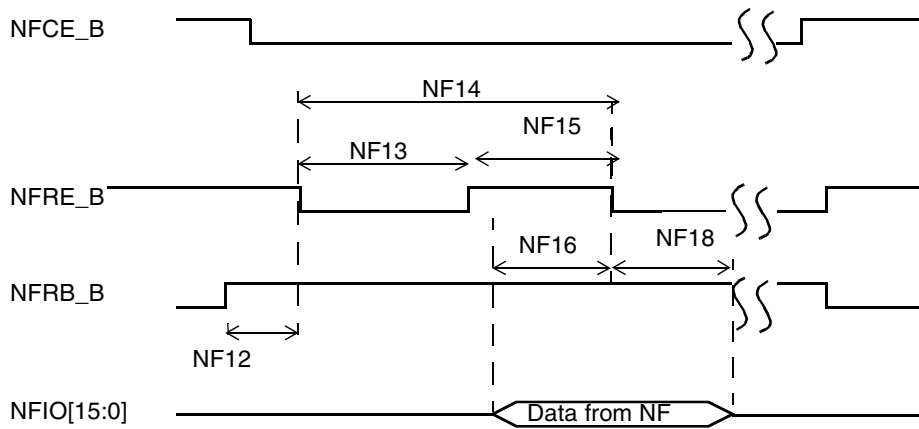 NFCE_B
NF14
NF15
NF13
NFRE_B
NF16
NF18
NFRB_B
NF12
NFIO[15:0]
Data from NF